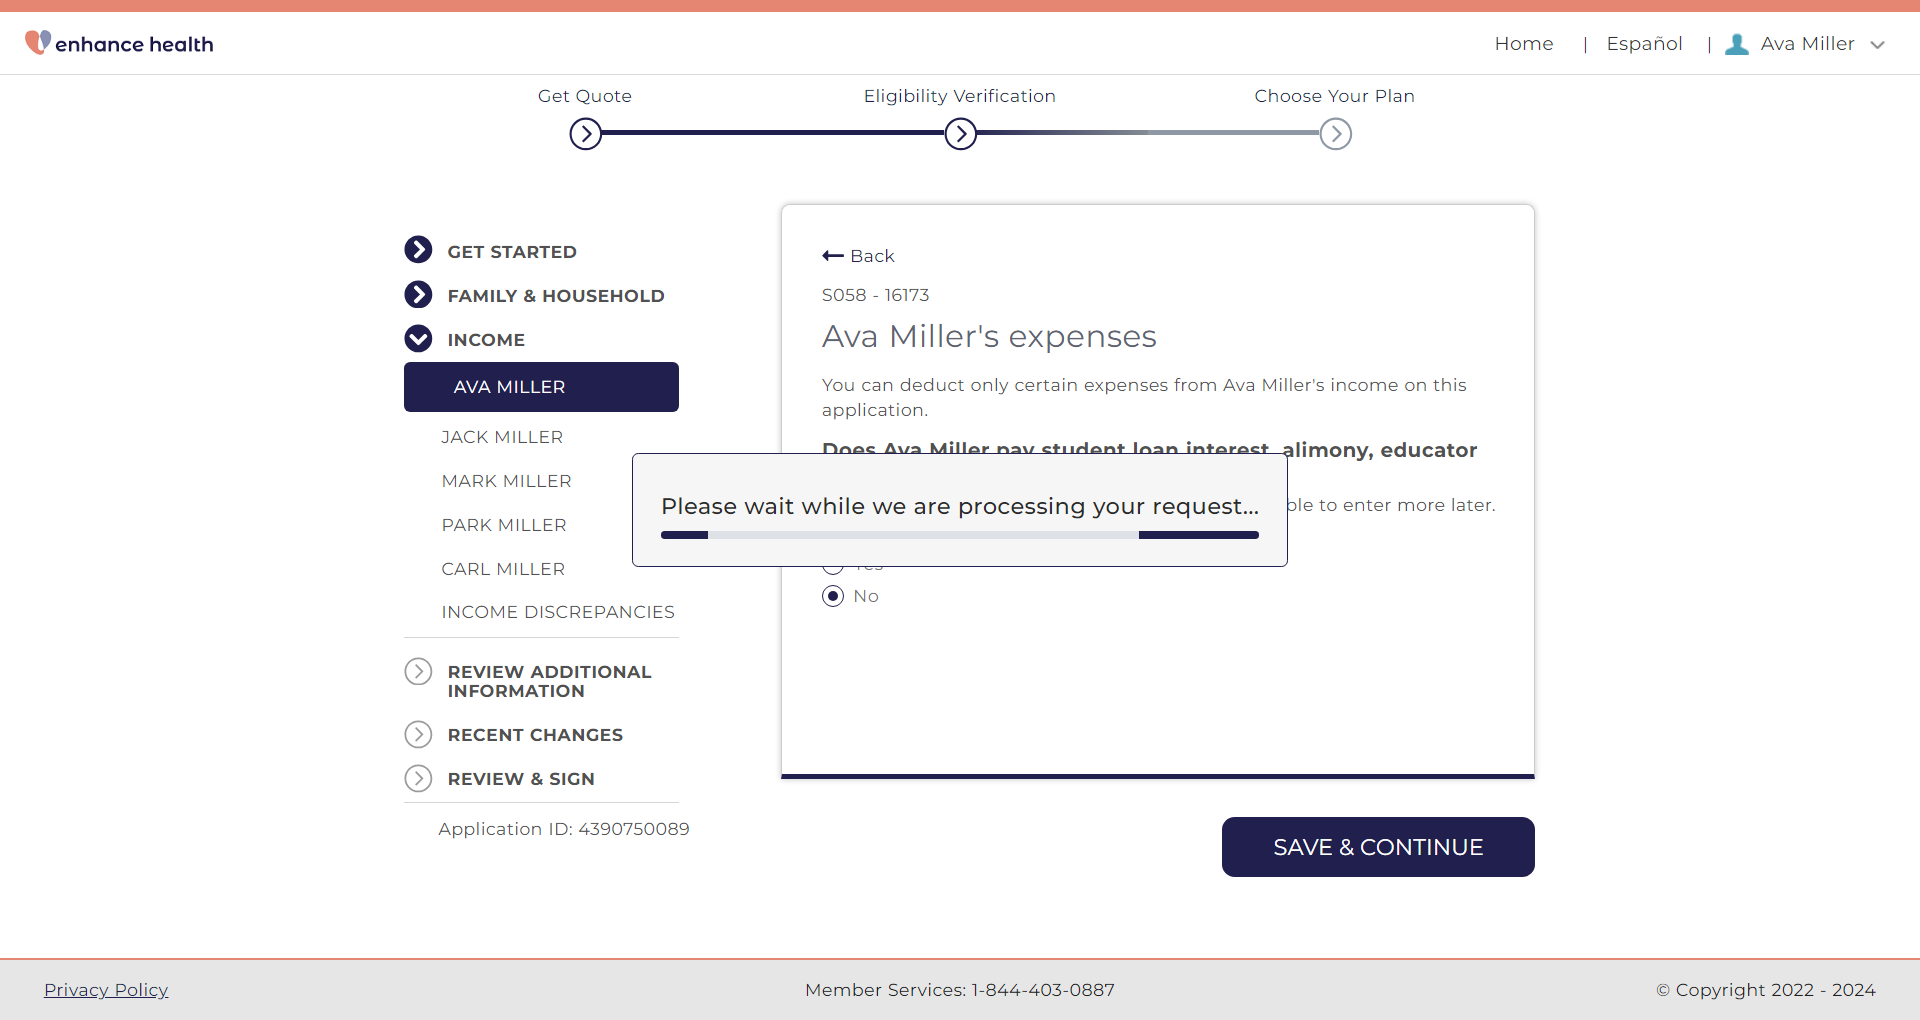 enhance health
Home | Español | Ava Miller
Get Quote
Eligibility Verification
Choose Your Plan
GET STARTED
FAMILY & HOUSEHOLD
INCOME
AVA MILLER
JACK MILLER
MARK MILLER
PARK MILLER
CARL MILLER
INCOME DISCREPANCIES
REVIEW ADDITIONAL
INFORMATION
RECENT CHANGES
REVIEW & SIGN
Application ID: 4390750089
Back
S058 - 16173
Ava Miller's expenses
You can deduct only certain expenses from Ava Miller's income on this
application.
Does Ava Miller pay student loan interest, alimony, educator
to enter more later.
Please wait while we are processing your request...
Yes
No
SAVE & CONTINUE
Privacy Policy
Member Services: 1-844-403-0887
© Copyright 2022 - 2024